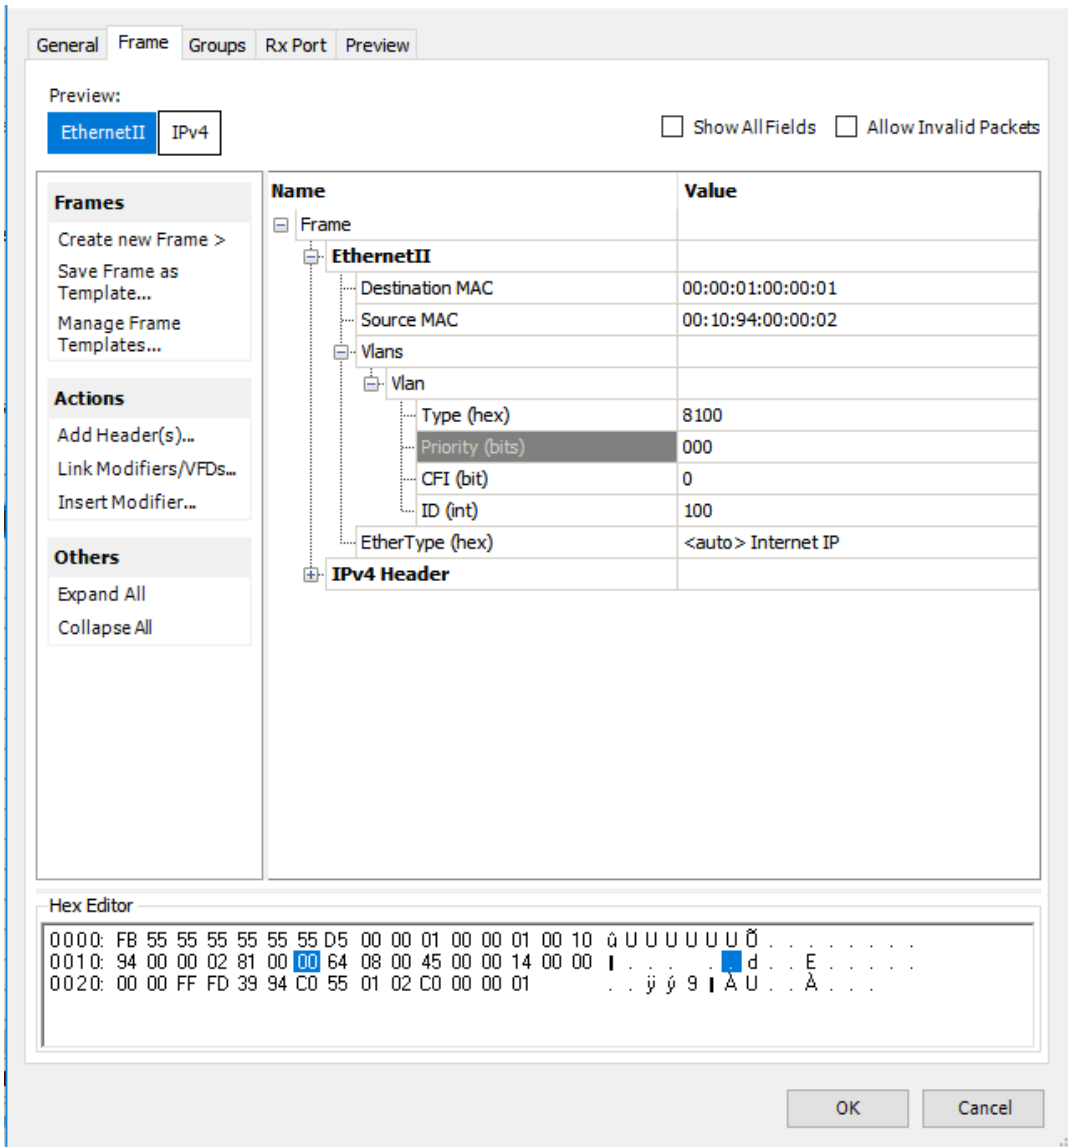 General Frame Groups Rx Port Preview
Preview:
EthernetII IPv4
Show All Fields Allow Invalid Packets
Frames
Create new Frame >
Save Frame as
Template...
Manage Frame
Templates...
Actions
Add Header(s)...
Link Modifiers/VFDs...
Insert Modifier...
Others
Expand All
Collapse All
Name Value
Frame
EthernetII
Destination MAC 00:00:01:00:00:01
Source MAC 00:10:94:00:00:02
Vlans
Vlan
Type (hex) 8100
Priority (bits) 000
CFI (bit) 0
ID (int) 100
EtherType (hex) <auto> Internet IP
IPv4 Header
Hex Editor
0000: FB 55 55 55 55 55 55 D5 00 00 01 00 00 01 00 10 û U U U U U U Õ . . . . . . . .
0010: 94 00 00 02 81 00 00 64 08 00 45 00 00 14 00 00 . . . . . d . . E . . . . .
0020: 00 00 FF FD 39 94 C0 55 01 02 C0 00 00 01 . . ÿ ý 9 À U . . À . . .
OK Cancel